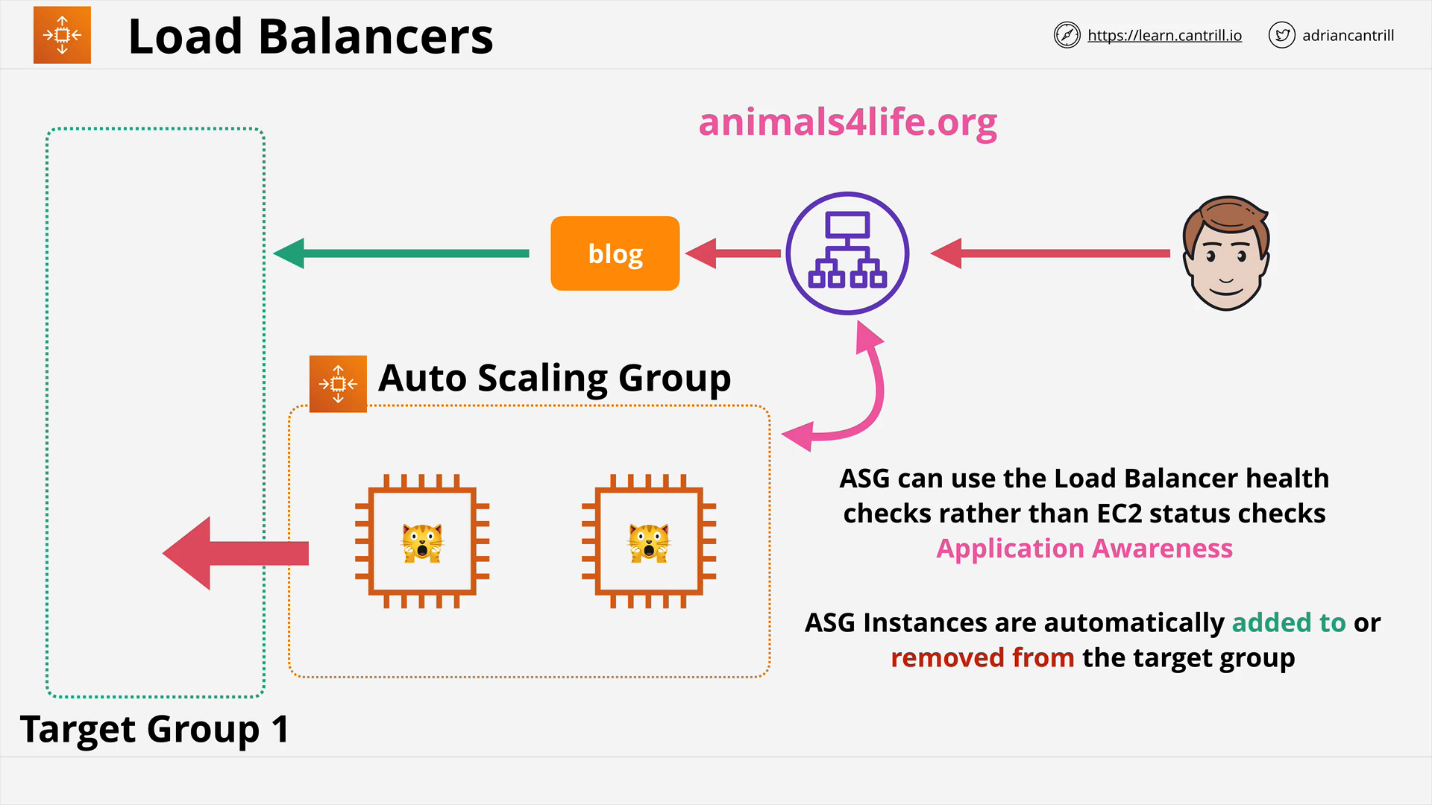 Load Balancers
https://learn.cantrill.io
adriancantrill
animals4life.org
blog
Auto Scaling Group
ASG can use the Load Balancer health
checks rather than EC2 status checks
Application Awareness
ASG Instances are automatically added to or
removed from the target group
Target Group 1